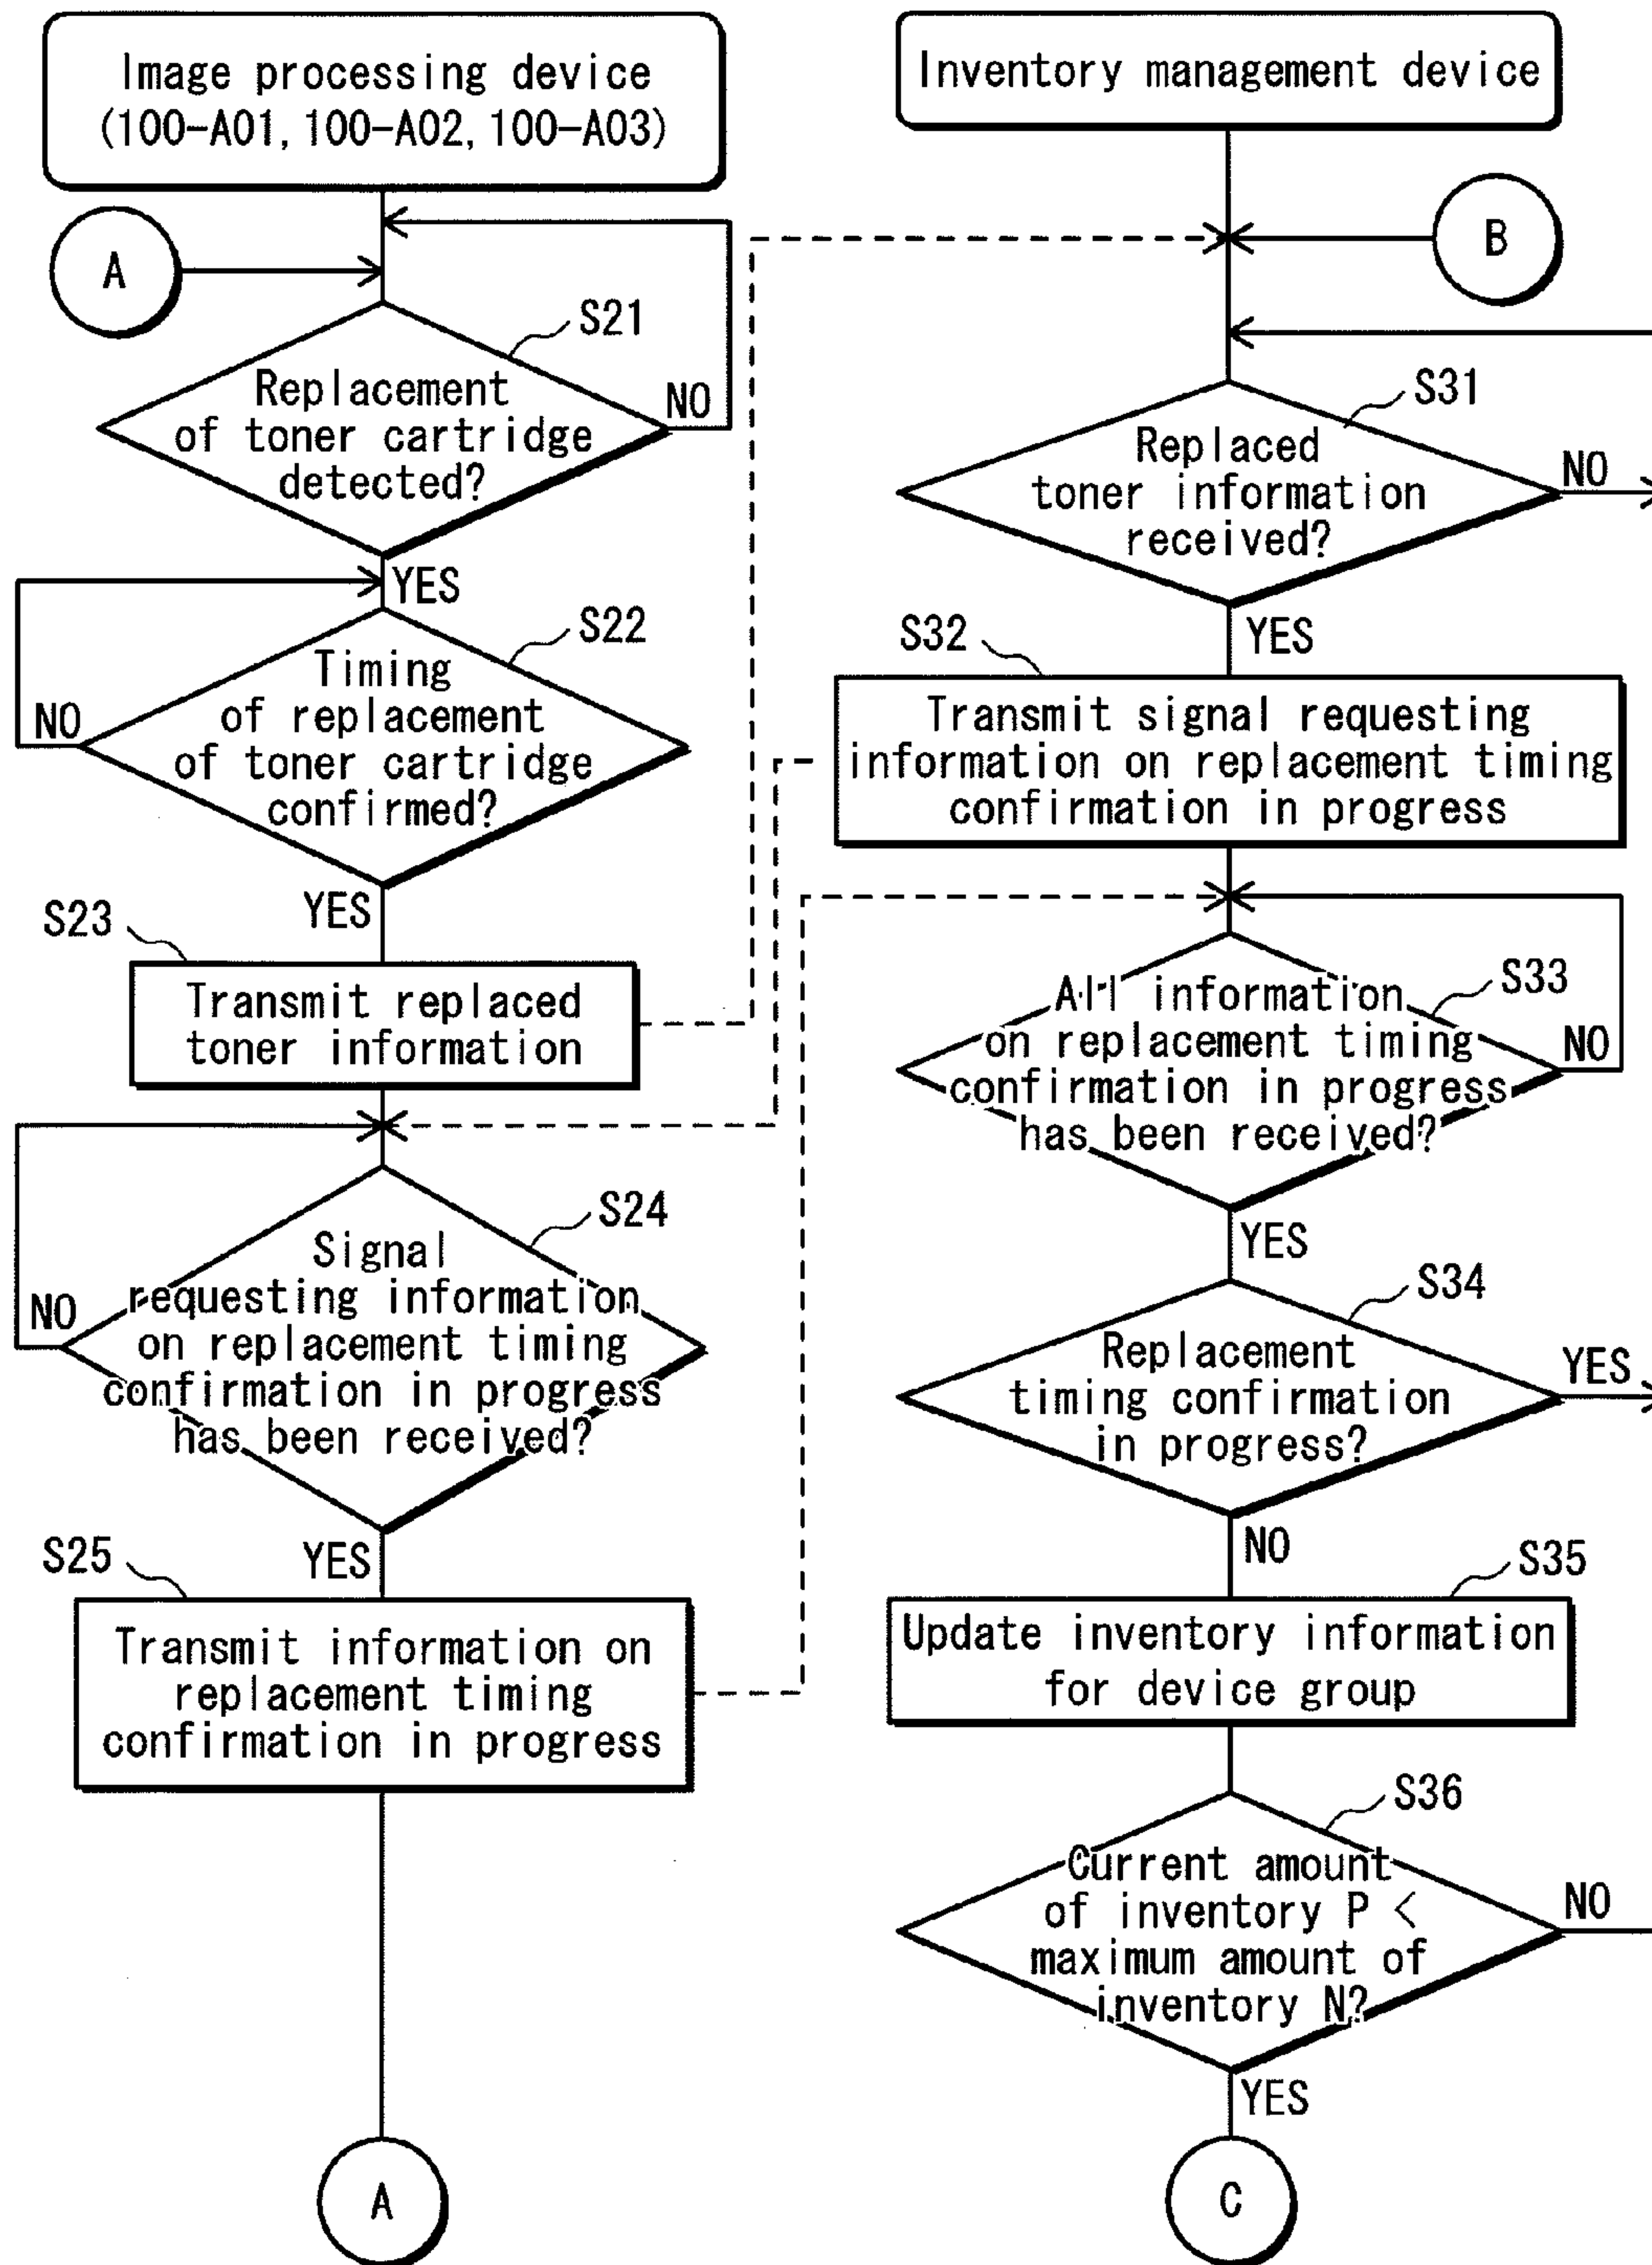 Image processing device
(100-A01, 100-A02, 100-A03)
A
S21
Replacement
of toner cartridge
detected?
NO
YES
S22
Timing
of replacement
of toner cartridge
confirmed?
NO
YES
S23
Transmit replaced
toner information
S24
Signal
requesting information
on replacement timing
confirmation in progress
has been received?
NO
YES
S25
Transmit information on
replacement timing
confirmation in progress
A
Inventory management device
B
S31
Replaced
toner information
received?
NO
YES
S32
Transmit signal requesting
information on replacement timing
confirmation in progress
S33
All information
on replacement timing
confirmation in progress
has been received?
NO
YES
S34
Replacement
timing confirmation
in progress?
YES
NO
S35
Update inventory information
for device group
S36
Current amount
of inventory P <
maximum amount of
inventory N?
NO
YES
C